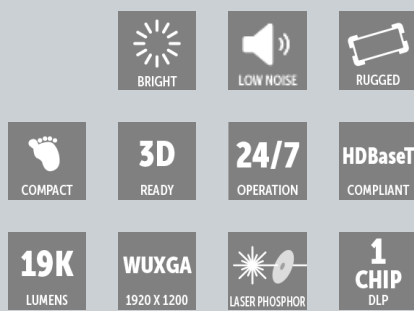 BRIGHT
LOW NOISE
RUGGED
COMPACT
3D
READY
24/7
OPERATION
HDBaseT
COMPLIANT
19K
LUMENS
WUXGA
1920 X 1200
LASER PHOSPHOR
1
CHIP
DLP